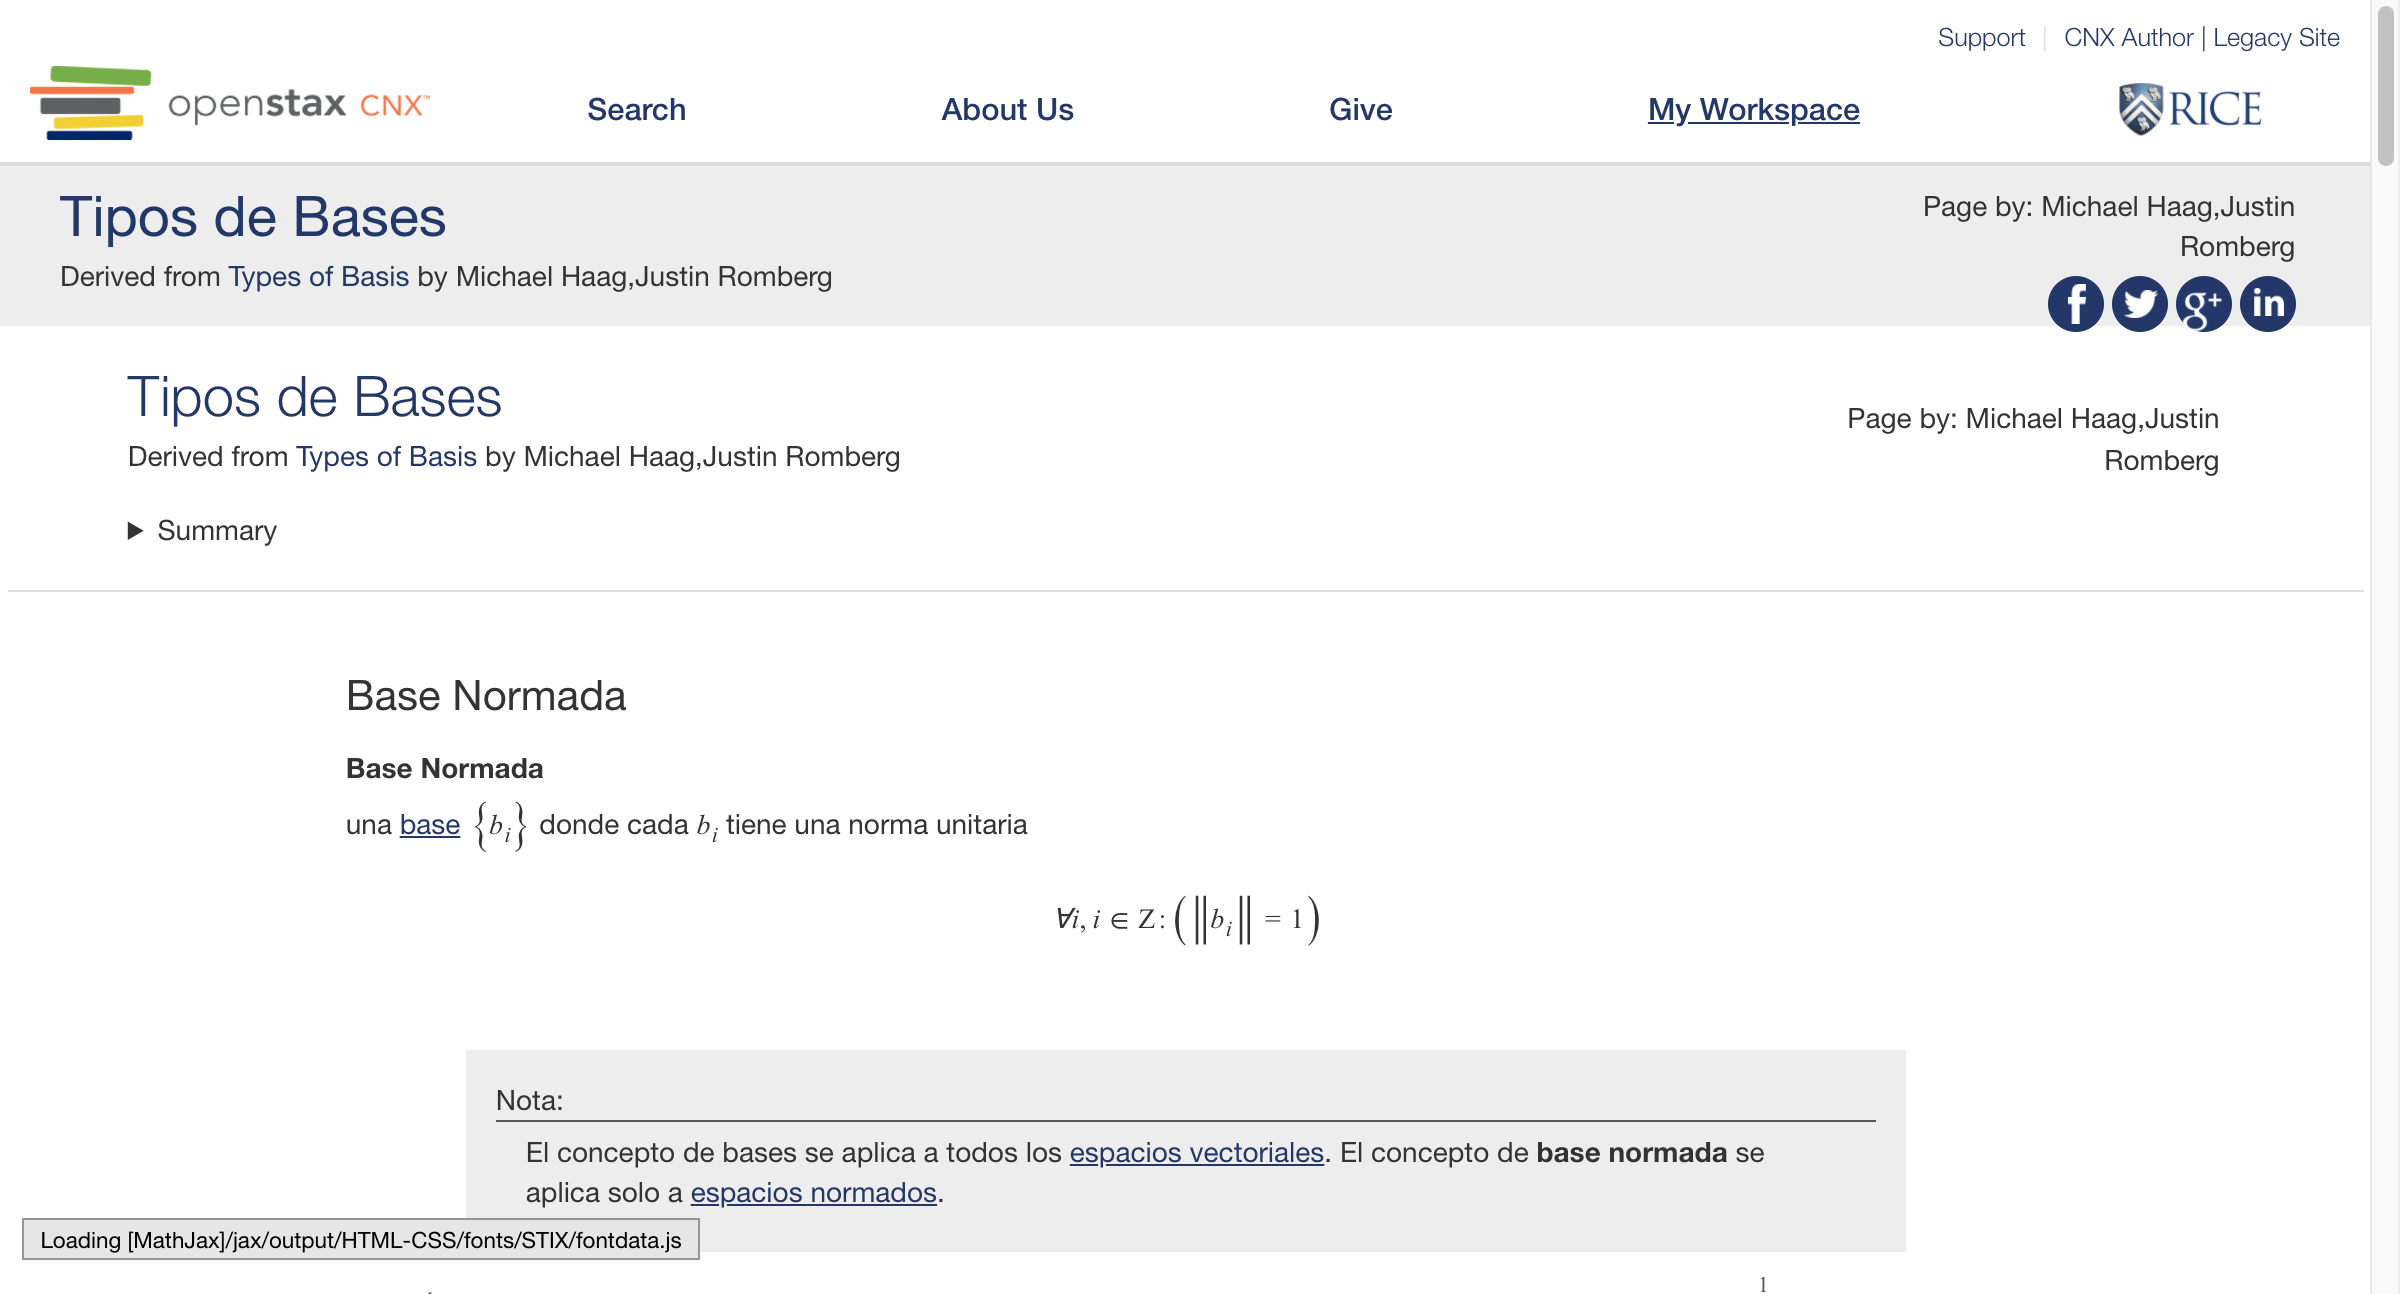 Support
CNX Author | Legacy Site
openstax CNX™
Search
About Us
Give
My Workspace
RICE
Tipos de Bases
Derived from Types of Basis by Michael Haag,Justin Romberg
Page by: Michael Haag,Justin
Romberg
f
g+
in
Tipos de Bases
Derived from Types of Basis by Michael Haag,Justin Romberg
Page by: Michael Haag,Justin
Romberg
Summary
Base Normada
Base Normada
una base {b_i} donde cada b_i tiene una norma unitaria
∀i, i ∈ Z: (‖b_i‖ = 1)
Nota:
El concepto de bases se aplica a todos los espacios vectoriales. El concepto de base normada se
aplica solo a espacios normados.
Loading [MathJax]/jax/output/HTML-CSS/fonts/STIX/fontdata.js
1